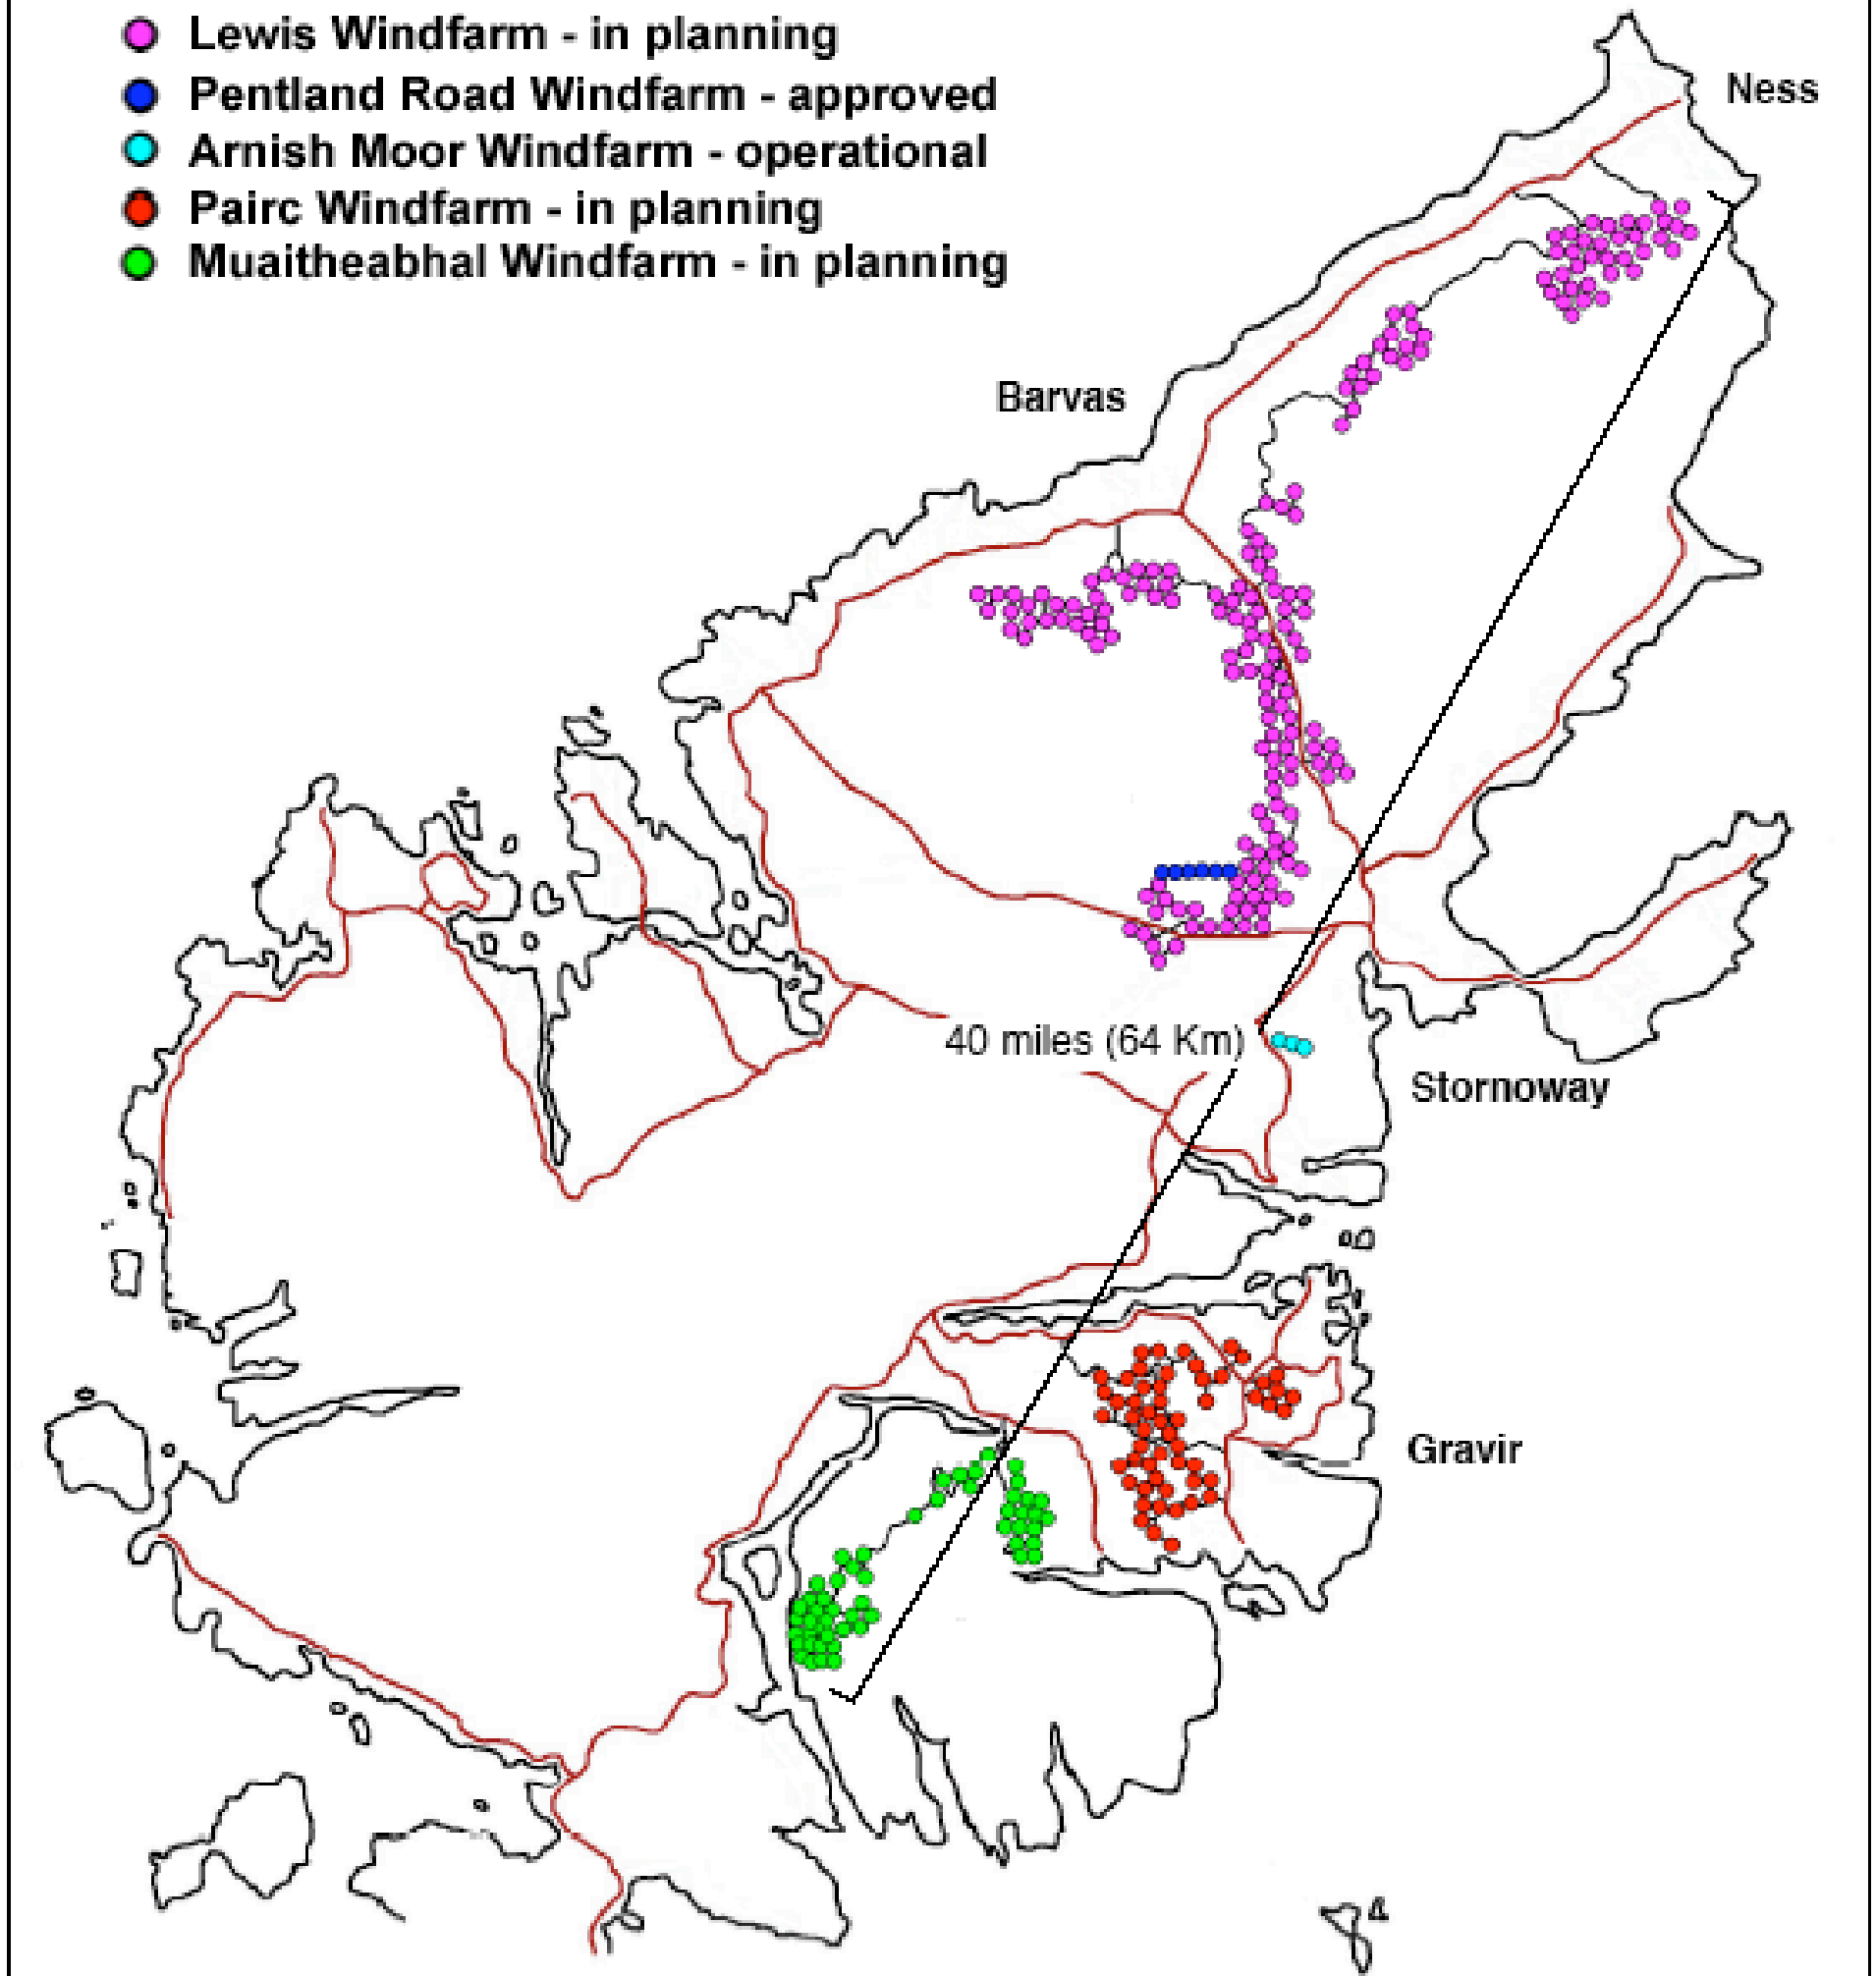 Lewis Windfarm - in planning
Pentland Road Windfarm - approved
Arnish Moor Windfarm - operational
Pairc Windfarm - in planning
Muaitheabhal Windfarm - in planning
Ness
Barvas
40 miles (64 Km)
Stornoway
Gravir